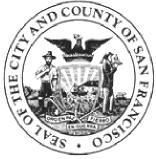 SEAL OF THE CITY AND COUNTY OF SAN FRANCISCO
ORO EN PAZ
FIERRO
EN GUERRA